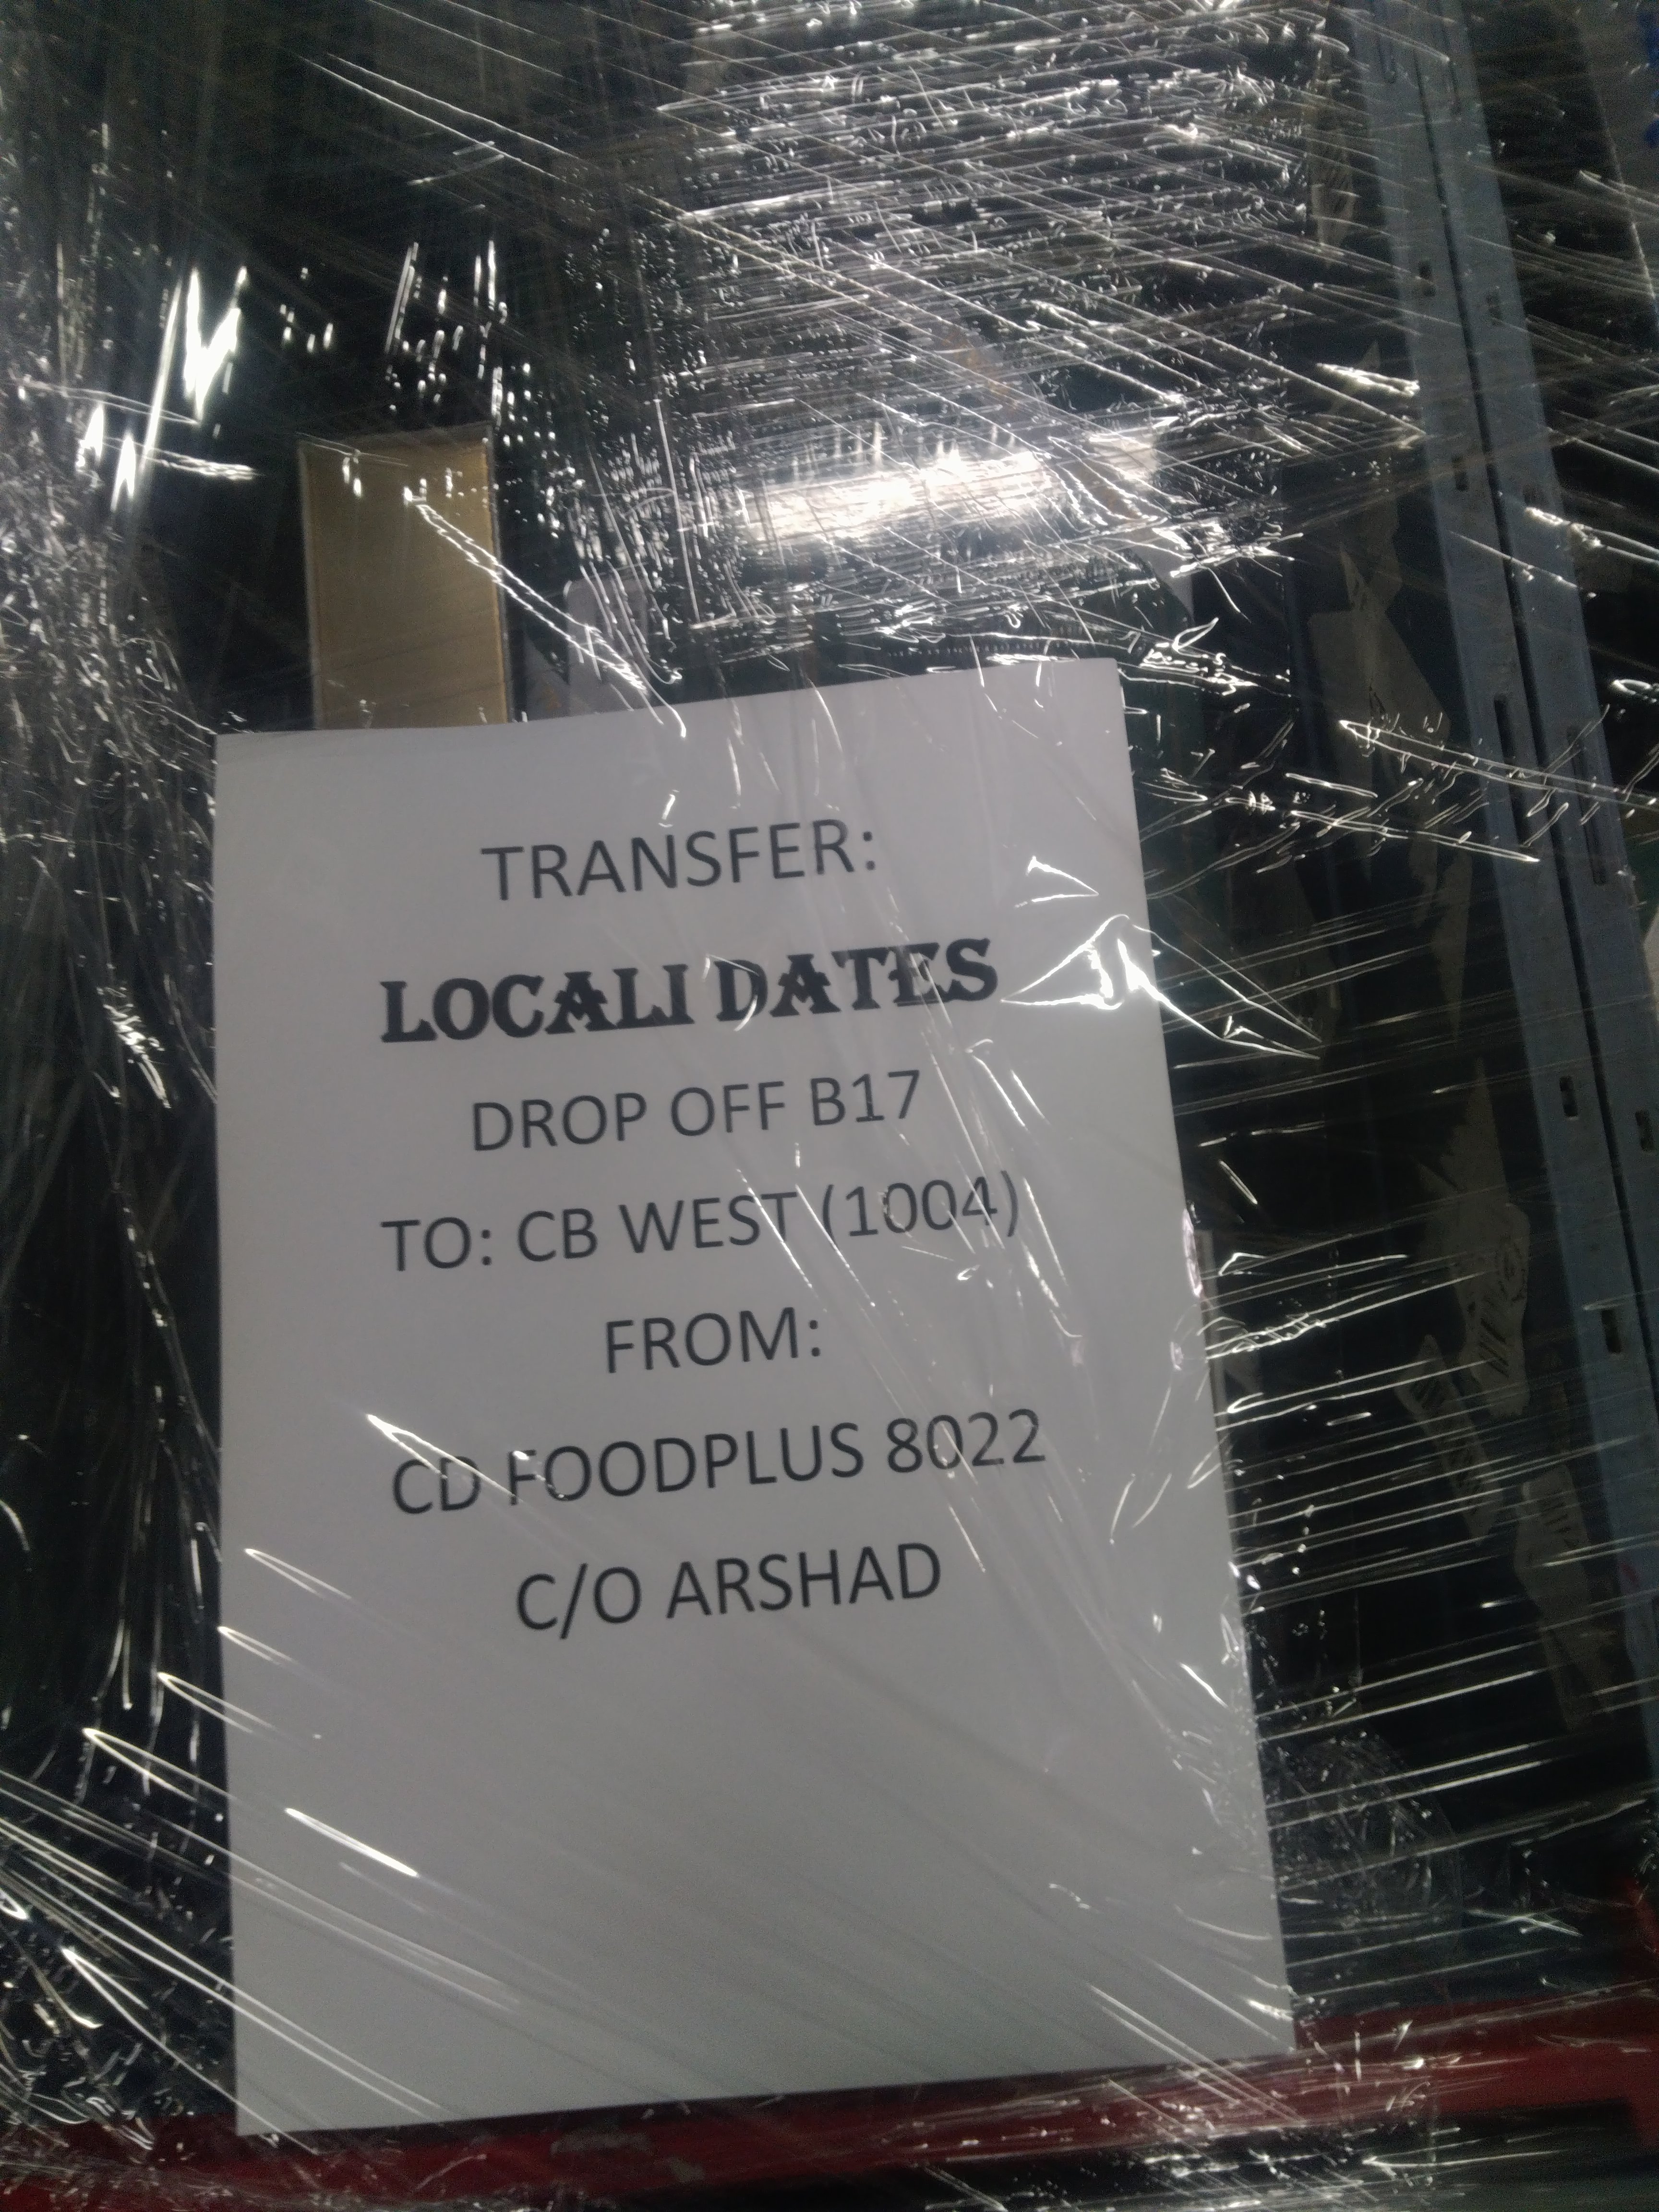 TRANSFER:
LOCALI DATES
DROP OFF B17
TO: CB WEST (1004)
FROM:
CD FOODPLUS 8022
C/O ARSHAD